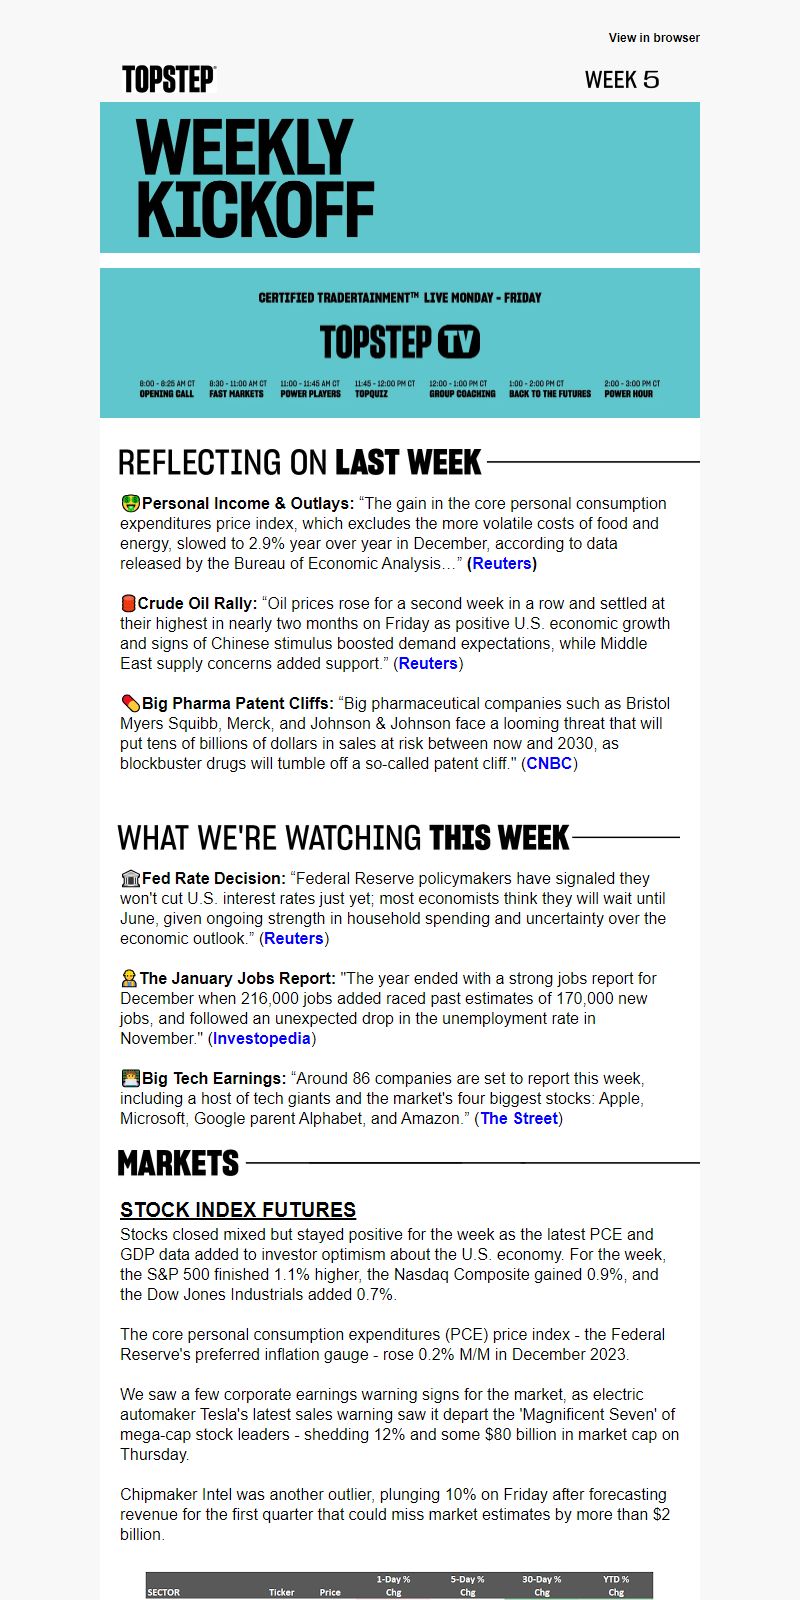 View in browser
TOPSTEP®
WEEK 5
WEEKLY
KICKOFF
CERTIFIED TRADERTAINMENT™ LIVE MONDAY - FRIDAY
TOPSTEP TV
8:00 - 8:25 AM CT 8:30 - 11:00 AM CT 11:00 - 11:45 AM CT 11:45 - 12:00 PM CT 12:00 - 1:00 PM CT 1:00 - 2:00 PM CT 2:00 - 3:00 PM CT
OPENING CALL FAST MARKETS POWER PLAYERS TOPQUIZ GROUP COACHING BACK TO THE FUTURES POWER HOUR
REFLECTING ON LAST WEEK
Personal Income & Outlays: “The gain in the core personal consumption
expenditures price index, which excludes the more volatile costs of food and
energy, slowed to 2.9% year over year in December, according to data
released by the Bureau of Economic Analysis…” (Reuters)
Crude Oil Rally: “Oil prices rose for a second week in a row and settled at
their highest in nearly two months on Friday as positive U.S. economic growth
and signs of Chinese stimulus boosted demand expectations, while Middle
East supply concerns added support.” (Reuters)
Big Pharma Patent Cliffs: “Big pharmaceutical companies such as Bristol
Myers Squibb, Merck, and Johnson & Johnson face a looming threat that will
put tens of billions of dollars in sales at risk between now and 2030, as
blockbuster drugs will tumble off a so-called patent cliff." (CNBC)
WHAT WE'RE WATCHING THIS WEEK
Fed Rate Decision: “Federal Reserve policymakers have signaled they
won't cut U.S. interest rates just yet; most economists think they will wait until
June, given ongoing strength in household spending and uncertainty over the
economic outlook.” (Reuters)
The January Jobs Report: "The year ended with a strong jobs report for
December when 216,000 jobs added raced past estimates of 170,000 new
jobs, and followed an unexpected drop in the unemployment rate in
November." (Investopedia)
Big Tech Earnings: “Around 86 companies are set to report this week,
including a host of tech giants and the market's four biggest stocks: Apple,
Microsoft, Google parent Alphabet, and Amazon.” (The Street)
MARKETS
STOCK INDEX FUTURES
Stocks closed mixed but stayed positive for the week as the latest PCE and
GDP data added to investor optimism about the U.S. economy. For the week,
the S&P 500 finished 1.1% higher, the Nasdaq Composite gained 0.9%, and
the Dow Jones Industrials added 0.7%.
The core personal consumption expenditures (PCE) price index - the Federal
Reserve's preferred inflation gauge - rose 0.2% M/M in December 2023.
We saw a few corporate earnings warning signs for the market, as electric
automaker Tesla's latest sales warning saw it depart the 'Magnificent Seven' of
mega-cap stock leaders - shedding 12% and some $80 billion in market cap on
Thursday.
Chipmaker Intel was another outlier, plunging 10% on Friday after forecasting
revenue for the first quarter that could miss market estimates by more than $2
billion.
1-Day % 5-Day % 30-Day % YTD %
SECTOR Ticker Price Chg Chg Chg Chg